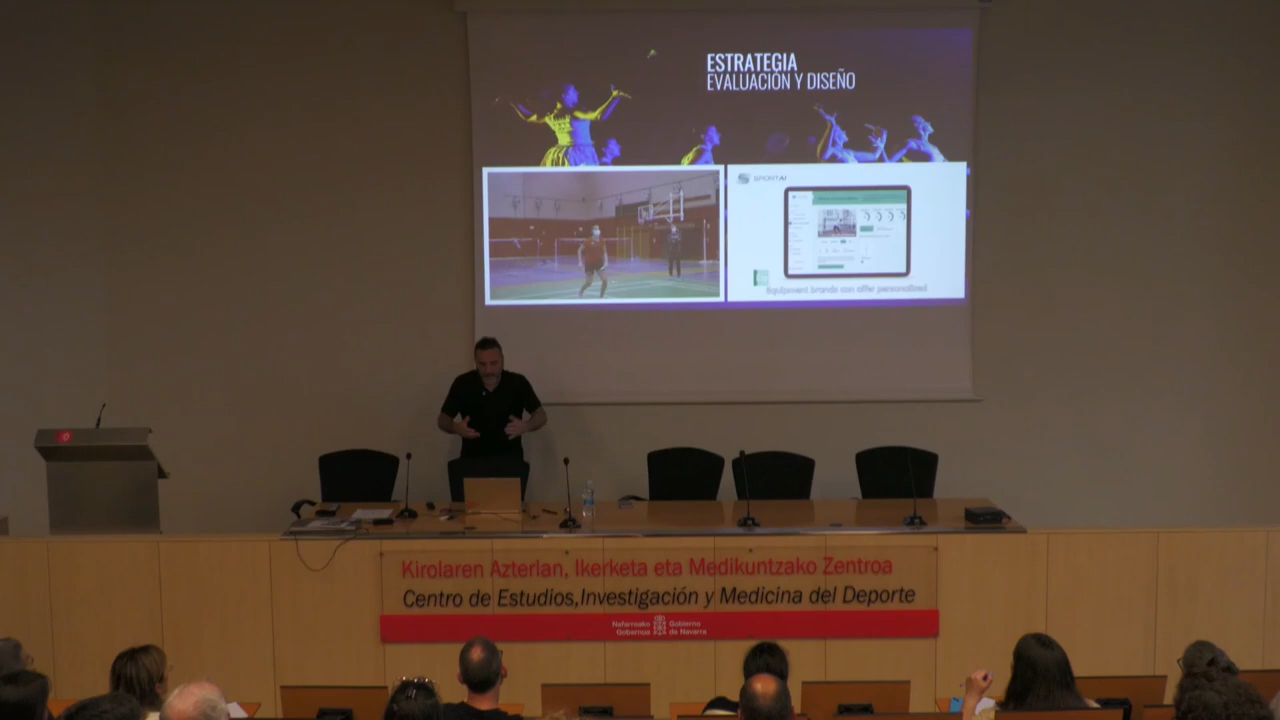 ESTRATEGIA
EVALUACIÓN Y DISEÑO
SPORTAI
Equipment brands can offer personalized
Kirolaren Azterlan, Ikerketa eta Medikuntzako Zentroa
Centro de Estudios,Investigación y Medicina del Deporte
Nafarroako Gobernua
Gobierno de Navarra